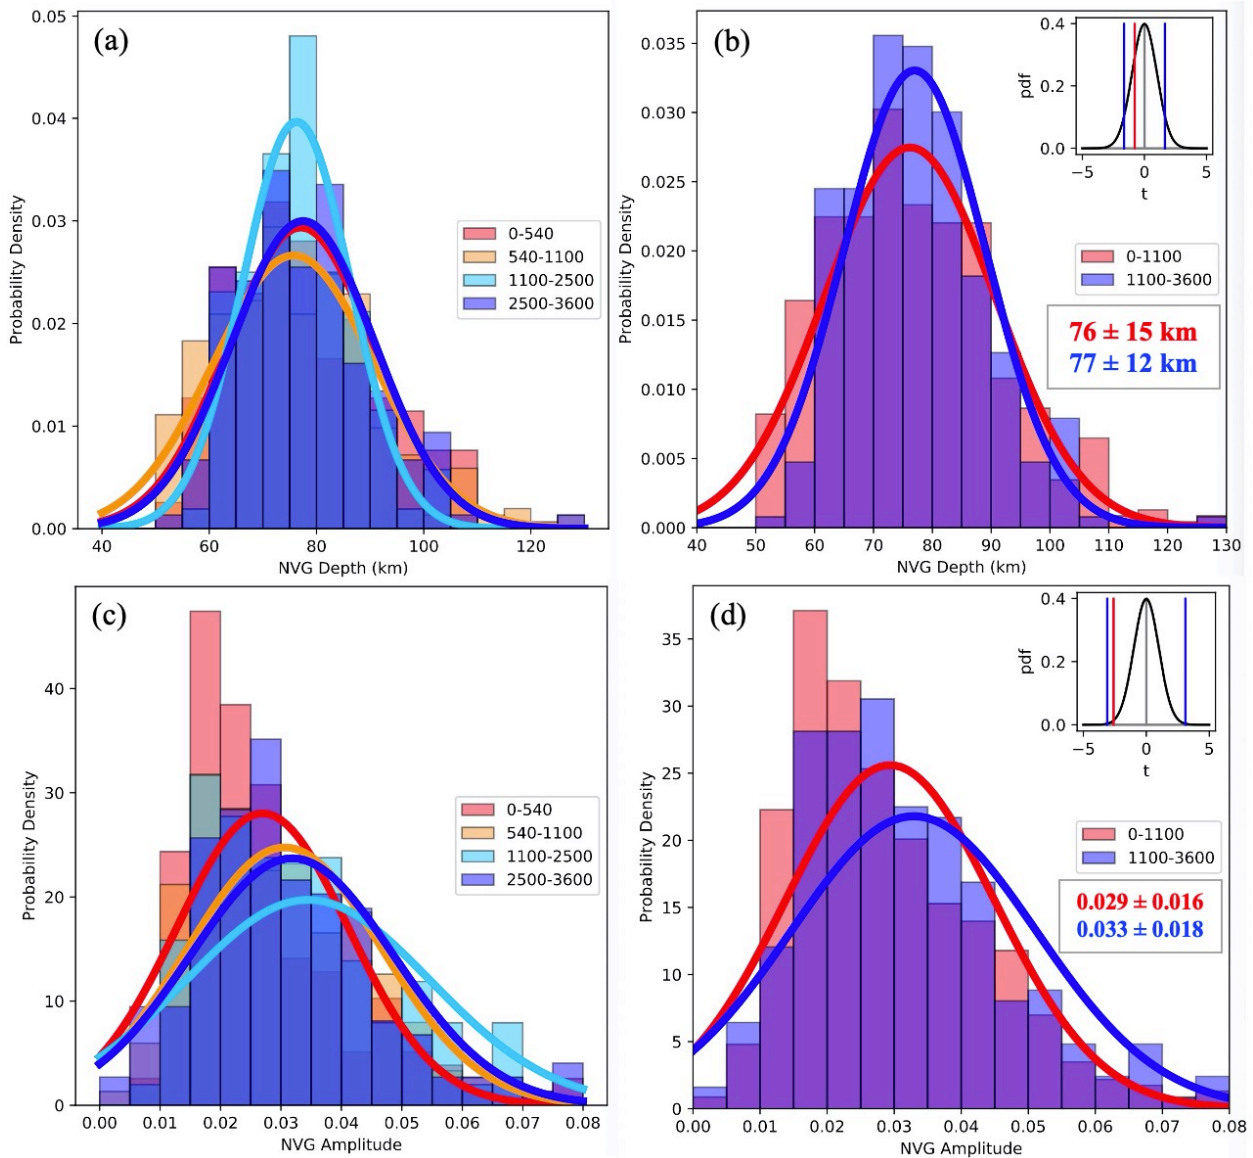 (a)
0.05
0.04
0.03
0.02
0.01
0.00
Probability Density
40 60 80 100 120
NVG Depth (km)
0-540
540-1100
1100-2500
2500-3600
(b)
0.035
0.030
0.025
0.020
0.015
0.010
0.005
0.000
Probability Density
40 50 60 70 80 90 100 110 120 130
NVG Depth (km)
0.4
0.2
0.0
pdf
−5 0 5
t
0-1100
1100-3600
76 ± 15 km
77 ± 12 km
(c)
40
30
20
10
0
Probability Density
0.00 0.01 0.02 0.03 0.04 0.05 0.06 0.07 0.08
NVG Amplitude
0-540
540-1100
1100-2500
2500-3600
(d)
35
30
25
20
15
10
5
0
Probability Density
0.00 0.01 0.02 0.03 0.04 0.05 0.06 0.07 0.08
NVG Amplitude
0.4
0.2
0.0
pdf
−5 0 5
t
0-1100
1100-3600
0.029 ± 0.016
0.033 ± 0.018